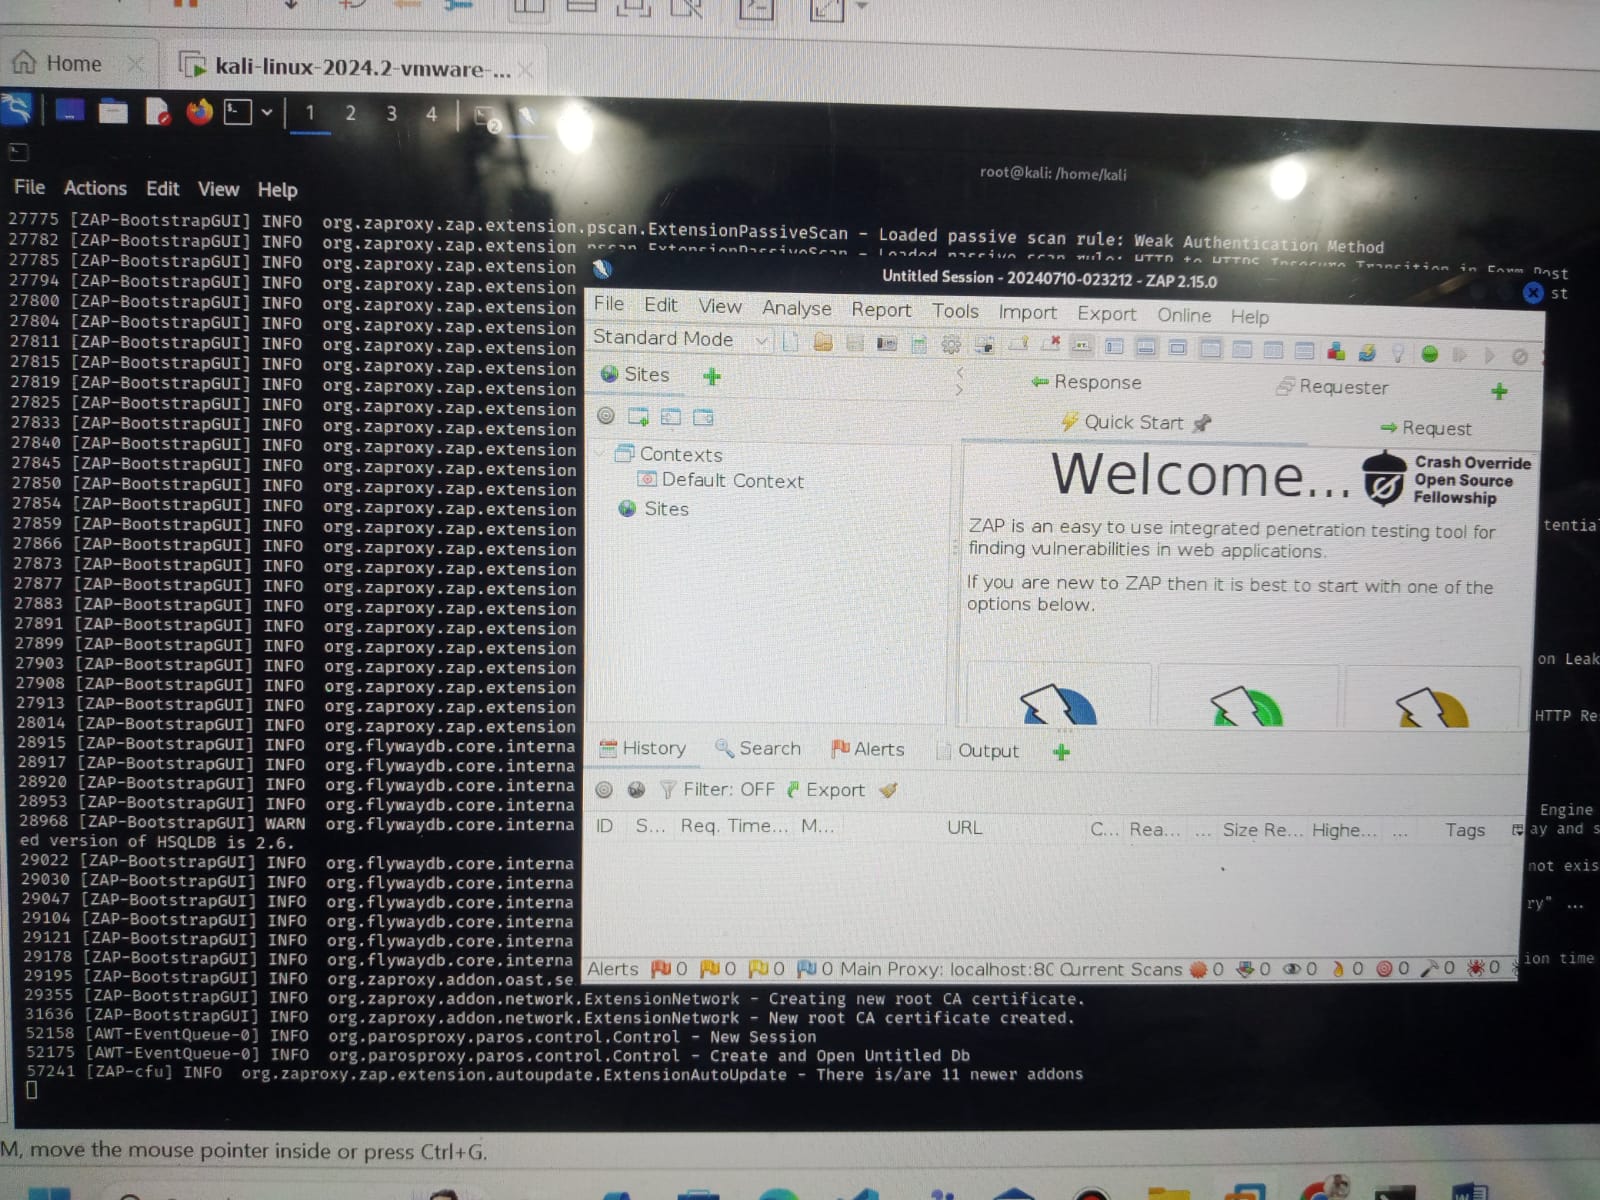 Home
kali-linux-2024.2-vmware-...
1 2 3 4
2
root@kali: /home/kali
File Actions Edit View Help
27775 [ZAP-BootstrapGUI] INFO org.zaproxy.zap.extension.pscan.ExtensionPassiveScan - Loaded passive scan rule: Weak Authentication Method
27782 [ZAP-BootstrapGUI] INFO org.zaproxy.zap.extension.pscan.ExtensionPassiveScan - Loaded passive scan rule: HTTP to HTTPS Insecure Transition in Form Post
27785 [ZAP-BootstrapGUI] INFO org.zaproxy.zap.extension st
27794 [ZAP-BootstrapGUI] INFO org.zaproxy.zap.extension
27800 [ZAP-BootstrapGUI] INFO org.zaproxy.zap.extension
27804 [ZAP-BootstrapGUI] INFO org.zaproxy.zap.extension
27811 [ZAP-BootstrapGUI] INFO org.zaproxy.zap.extension
27815 [ZAP-BootstrapGUI] INFO org.zaproxy.zap.extension
27819 [ZAP-BootstrapGUI] INFO org.zaproxy.zap.extension
27825 [ZAP-BootstrapGUI] INFO org.zaproxy.zap.extension
27833 [ZAP-BootstrapGUI] INFO org.zaproxy.zap.extension
27840 [ZAP-BootstrapGUI] INFO org.zaproxy.zap.extension
27845 [ZAP-BootstrapGUI] INFO org.zaproxy.zap.extension
27850 [ZAP-BootstrapGUI] INFO org.zaproxy.zap.extension
27854 [ZAP-BootstrapGUI] INFO org.zaproxy.zap.extension
27859 [ZAP-BootstrapGUI] INFO org.zaproxy.zap.extension
27866 [ZAP-BootstrapGUI] INFO org.zaproxy.zap.extension
27873 [ZAP-BootstrapGUI] INFO org.zaproxy.zap.extension
27877 [ZAP-BootstrapGUI] INFO org.zaproxy.zap.extension
27883 [ZAP-BootstrapGUI] INFO org.zaproxy.zap.extension
27891 [ZAP-BootstrapGUI] INFO org.zaproxy.zap.extension
27899 [ZAP-BootstrapGUI] INFO org.zaproxy.zap.extension
27903 [ZAP-BootstrapGUI] INFO org.zaproxy.zap.extension
27908 [ZAP-BootstrapGUI] INFO org.zaproxy.zap.extension
27913 [ZAP-BootstrapGUI] INFO org.zaproxy.zap.extension
28014 [ZAP-BootstrapGUI] INFO org.zaproxy.zap.extension
28915 [ZAP-BootstrapGUI] INFO org.flywaydb.core.interna
28917 [ZAP-BootstrapGUI] INFO org.flywaydb.core.interna
28920 [ZAP-BootstrapGUI] INFO org.flywaydb.core.interna
28953 [ZAP-BootstrapGUI] INFO org.flywaydb.core.interna
28968 [ZAP-BootstrapGUI] WARN org.flywaydb.core.interna
ed version of HSQLDB is 2.6.
29022 [ZAP-BootstrapGUI] INFO org.flywaydb.core.interna
29030 [ZAP-BootstrapGUI] INFO org.flywaydb.core.interna
29047 [ZAP-BootstrapGUI] INFO org.flywaydb.core.interna
29104 [ZAP-BootstrapGUI] INFO org.flywaydb.core.interna
29121 [ZAP-BootstrapGUI] INFO org.flywaydb.core.interna
29178 [ZAP-BootstrapGUI] INFO org.flywaydb.core.interna
29195 [ZAP-BootstrapGUI] INFO org.zaproxy.addon.oast.se
29355 [ZAP-BootstrapGUI] INFO org.zaproxy.addon.network.ExtensionNetwork - Creating new root CA certificate.
31636 [ZAP-BootstrapGUI] INFO org.zaproxy.addon.network.ExtensionNetwork - New root CA certificate created.
52158 [AWT-EventQueue-0] INFO org.parosproxy.paros.control.Control - New Session
52175 [AWT-EventQueue-0] INFO org.parosproxy.paros.control.Control - Create and Open Untitled Db
57241 [ZAP-cfu] INFO org.zaproxy.zap.extension.autoupdate.ExtensionAutoUpdate - There is/are 11 newer addons
Untitled Session - 20240710-023212 - ZAP 2.15.0
File Edit View Analyse Report Tools Import Export Online Help
Standard Mode
Sites
Response
Requester
Quick Start
Request
Contexts
Default Context
Sites
Welcome...
Crash Override
Open Source
Fellowship
ZAP is an easy to use integrated penetration testing tool for
finding vulnerabilities in web applications.
If you are new to ZAP then it is best to start with one of the
options below.
History Search Alerts Output
Filter: OFF Export
ID S... Req. Time... M... URL C... Rea... ... Size Re... Highe... ... Tags
Alerts 0 0 0 0 Main Proxy: localhost:80 Current Scans 0 0 0 0 0 0 0
tentia
on Leak
HTTP Re
Engine
ay and s
not exis
ry" ...
ion time
M, move the mouse pointer inside or press Ctrl+G.